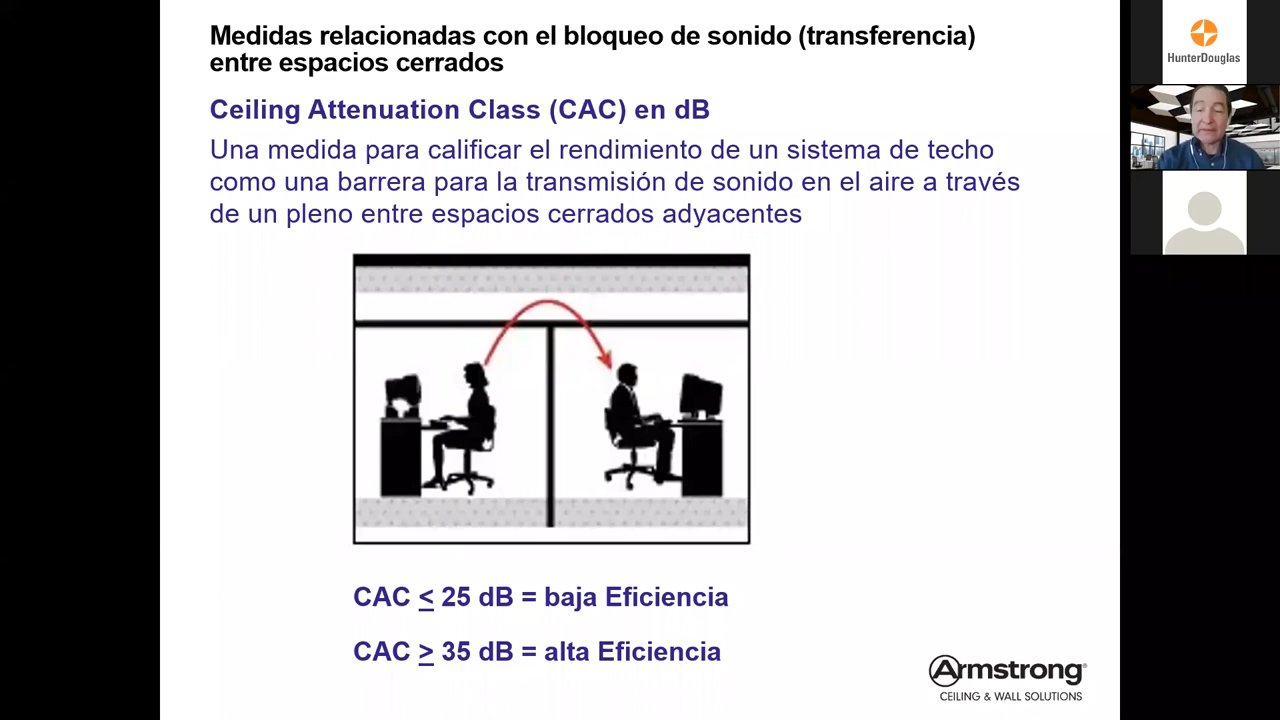 Medidas relacionadas con el bloqueo de sonido (transferencia)
entre espacios cerrados
Ceiling Attenuation Class (CAC) en dB
Una medida para calificar el rendimiento de un sistema de techo
como una barrera para la transmisión de sonido en el aire a través
de un pleno entre espacios cerrados adyacentes
CAC ≤ 25 dB = baja Eficiencia
CAC ≥ 35 dB = alta Eficiencia
Armstrong®
CEILING & WALL SOLUTIONS
HunterDouglas